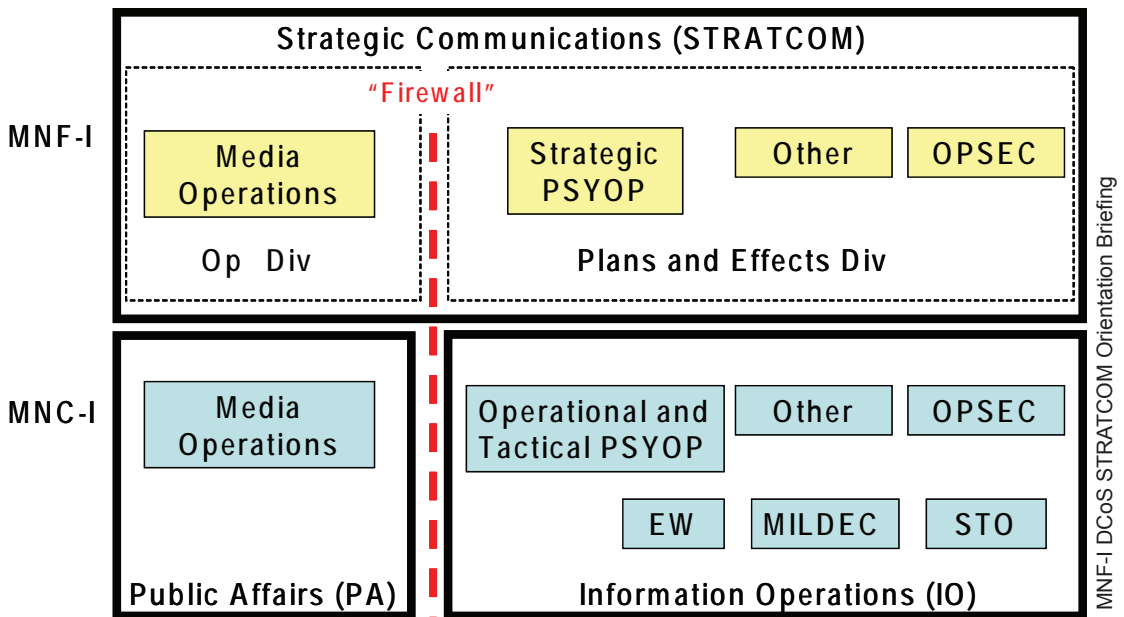 Strategic Communications (STRATCOM)
"Firewall"
MNF-I
Media
Operations
Strategic
PSYOP
Other
OPSEC
Op Div
Plans and Effects Div
MNC-I
Media
Operations
Operational and
Tactical PSYOP
Other
OPSEC
EW
MILDEC
STO
Public Affairs (PA)
Information Operations (IO)
MNF-I DCoS STRATCOM Orientation Briefing